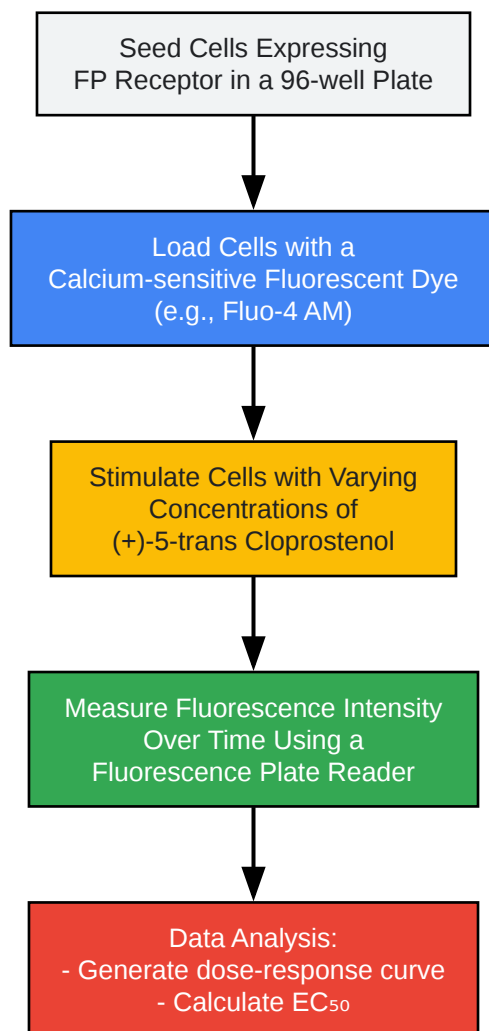 Seed Cells Expressing
FP Receptor in a 96-well Plate
Load Cells with a
Calcium-sensitive Fluorescent Dye
(e.g., Fluo-4 AM)
Stimulate Cells with Varying
Concentrations of
(+)-5-trans Cloprostenol
Measure Fluorescence Intensity
Over Time Using a
Fluorescence Plate Reader
Data Analysis:
- Generate dose-response curve
- Calculate EC₅₀